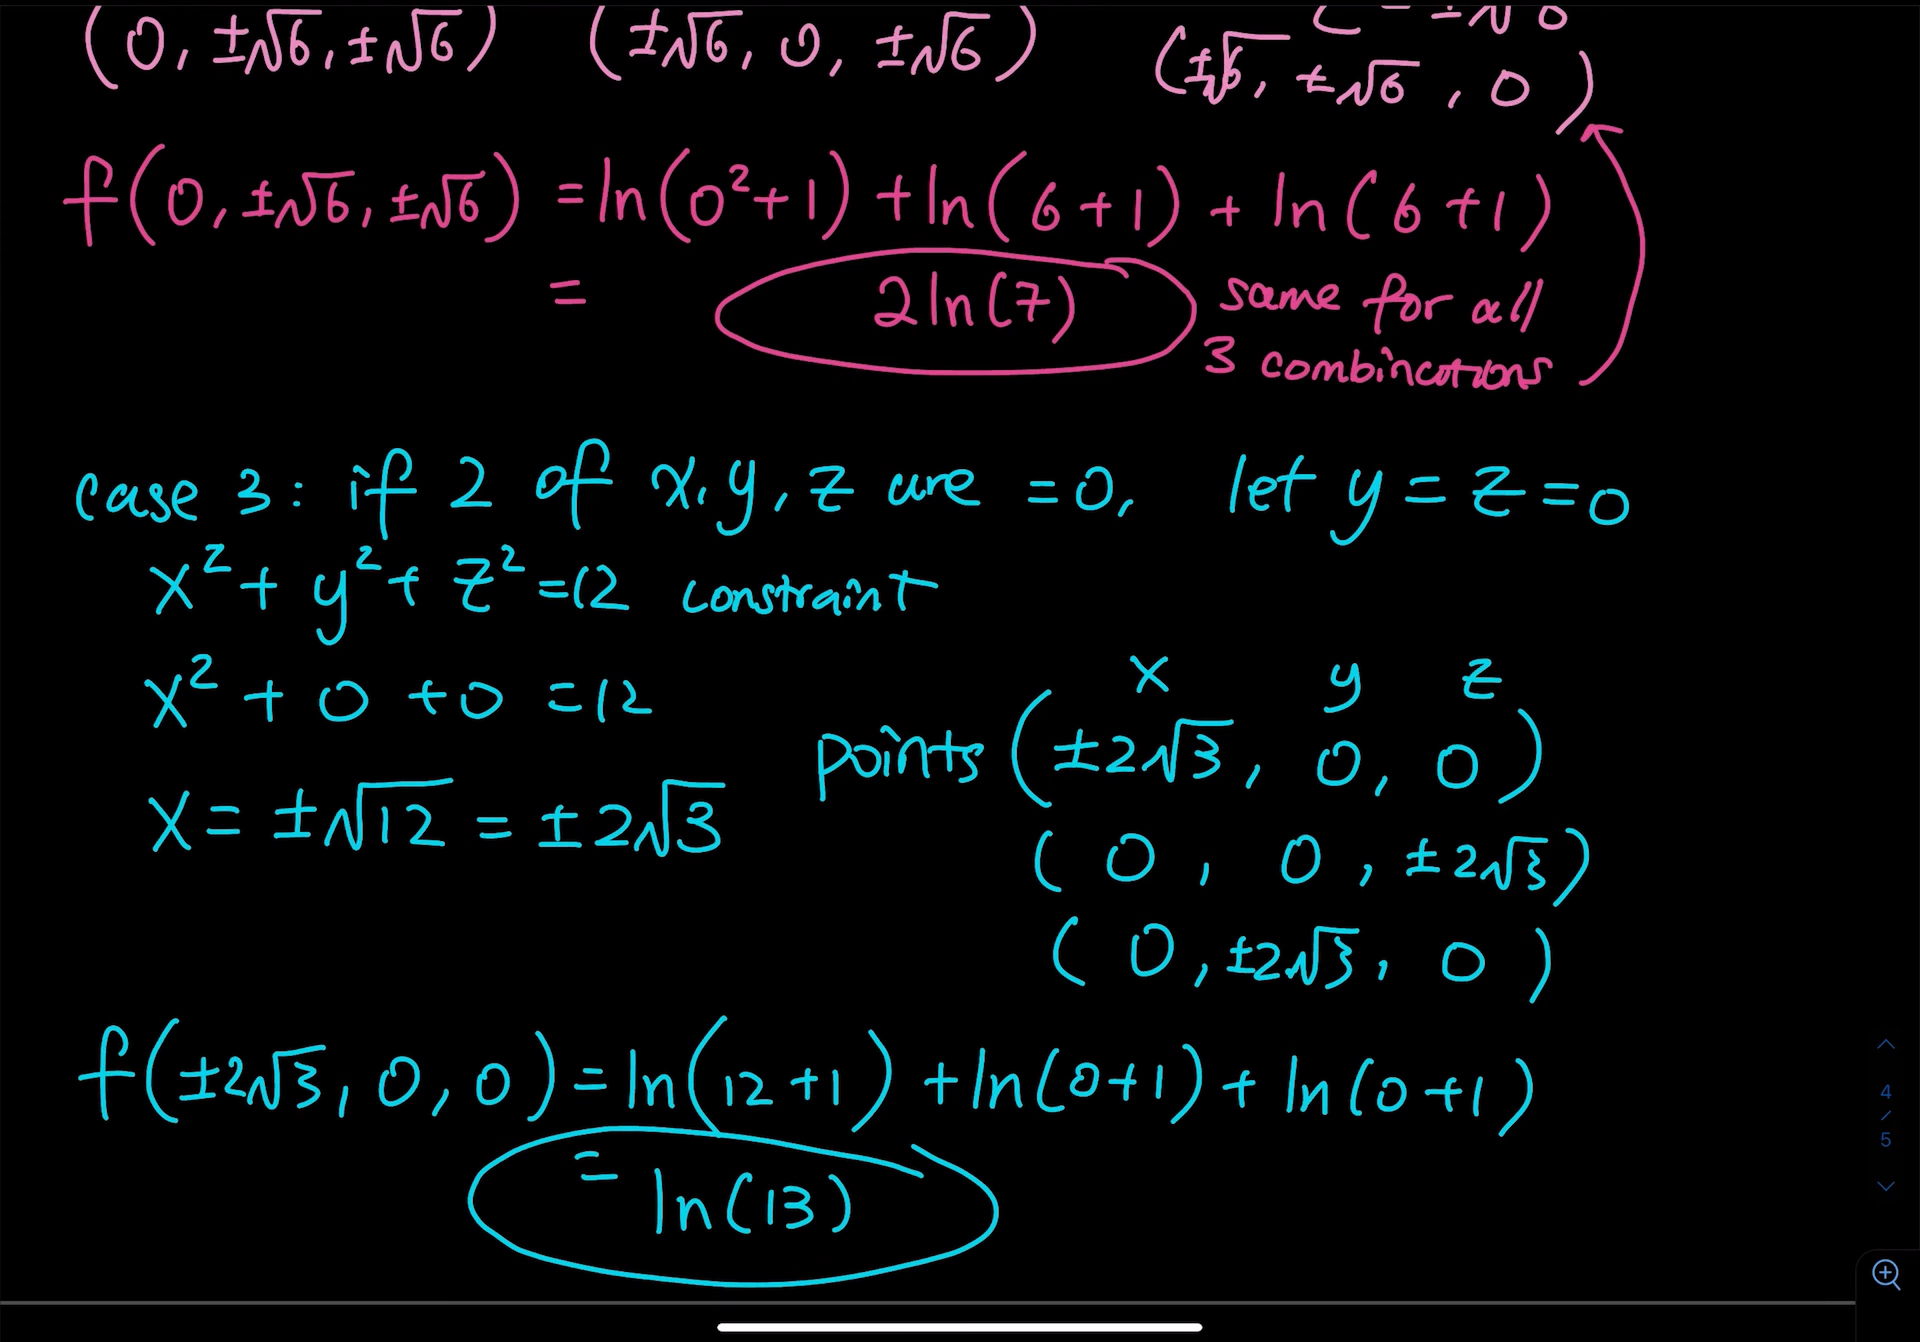 (0, ±√6, ±√6) (±√6, 0, ±√6) (±√6, ±√6, 0)
f(0, ±√6, ±√6) = ln(0²+1) + ln(6+1) + ln(6+1)
= 2ln(7) same for all
3 combinations
case 3: if 2 of x, y, z are = 0, let y = z = 0
x² + y² + z² = 12 constraint
x² + 0 + 0 = 12
x y z
x = ±√12 = ±2√3 points (±2√3, 0, 0)
(0, 0, ±2√3)
(0, ±2√3, 0)
f(±2√3, 0, 0) = ln(12+1) + ln(0+1) + ln(0+1)
= ln(13)
4
/
5